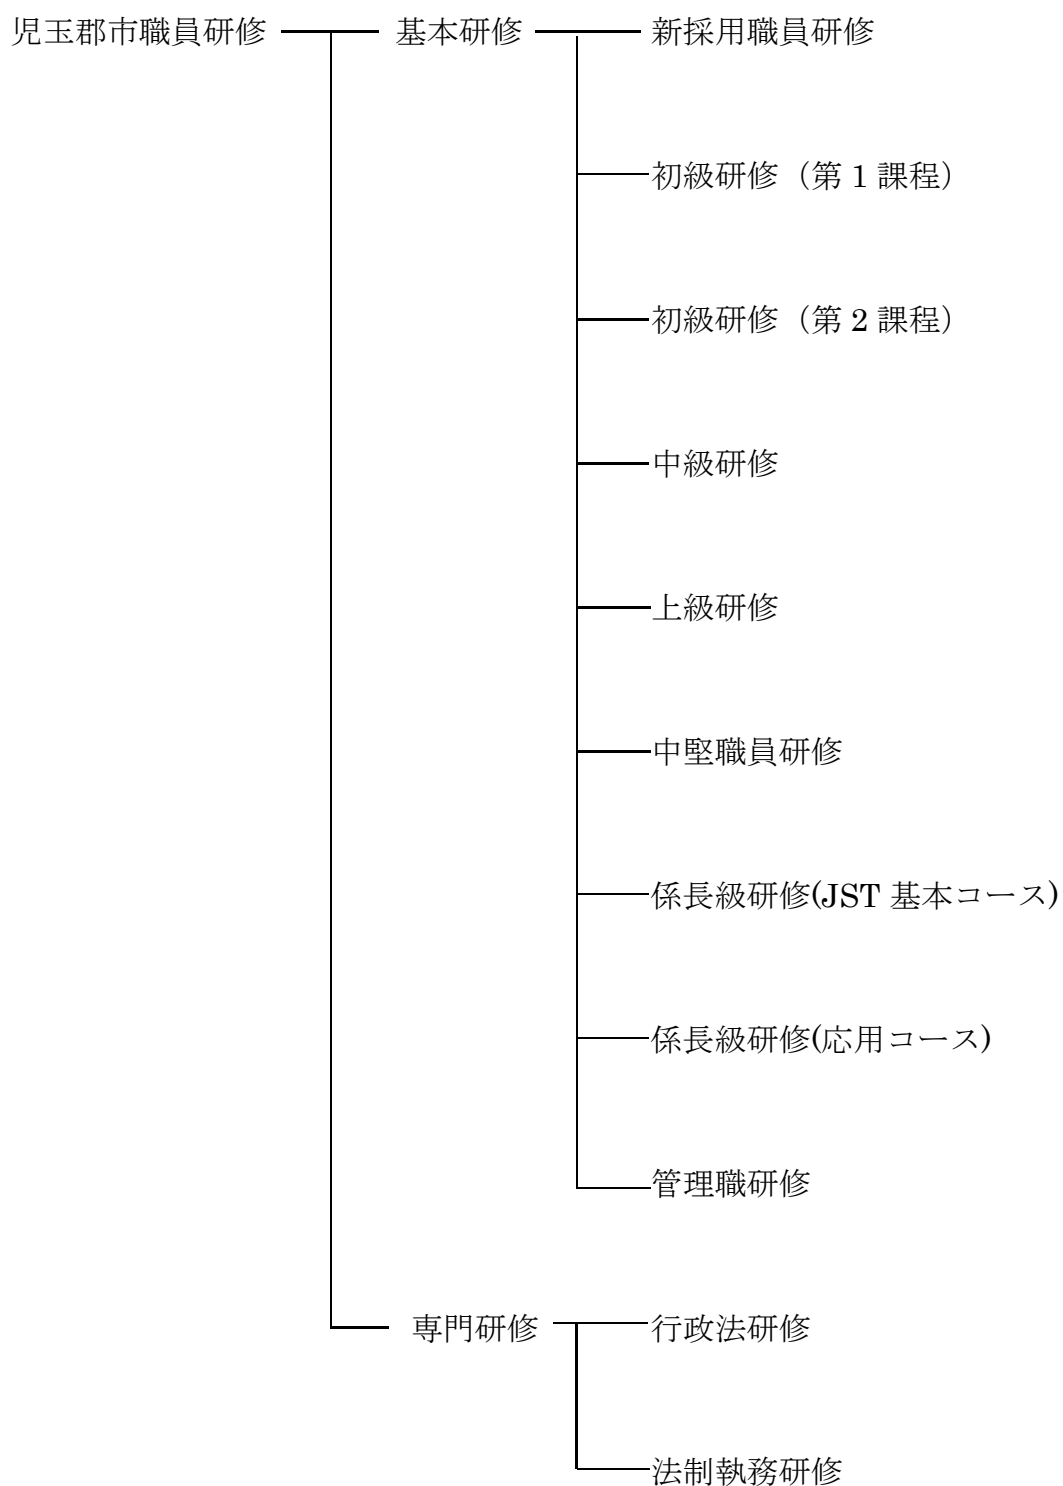 児玉郡市職員研修 基本研修 新採用職員研修
初級研修（第 1 課程）
初級研修（第 2 課程）
中級研修
上級研修
中堅職員研修
係長級研修(JST 基本コース)
係長級研修(応用コース)
管理職研修
専門研修 行政法研修
法制執務研修